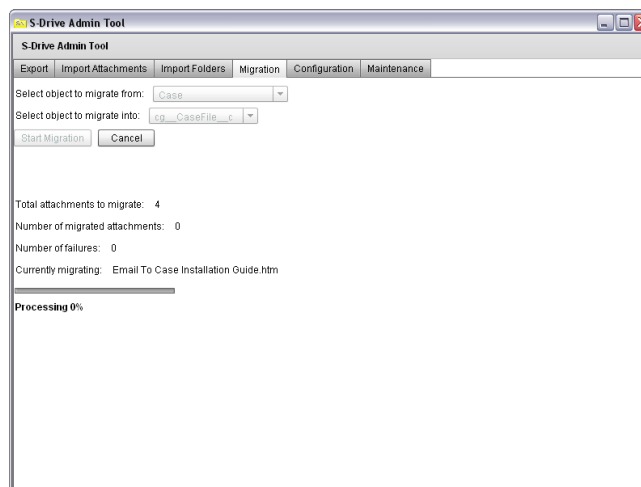 S-Drive Admin Tool
S-Drive Admin Tool
Export Import Attachments Import Folders Migration Configuration Maintenance
Select object to migrate from: Case
Select object to migrate into: cg__CaseFile__c
Start Migration Cancel
Total attachments to migrate: 4
Number of migrated attachments: 0
Number of failures: 0
Currently migrating: Email To Case Installation Guide.htm
Processing 0%